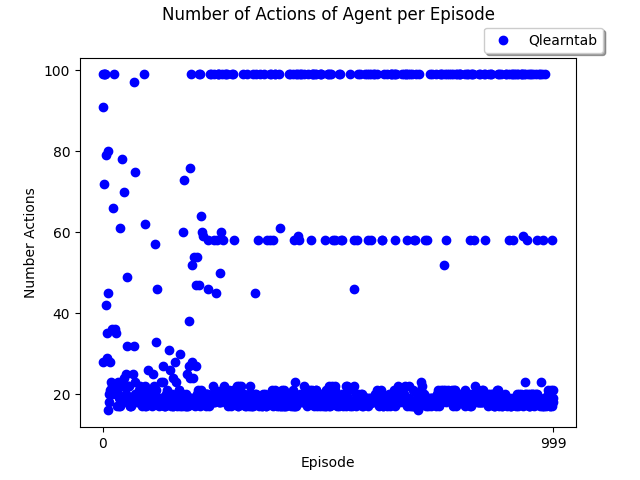 Number of Actions of Agent per Episode
Qlearntab
100
80
60
40
20
Number Actions
0
999
Episode